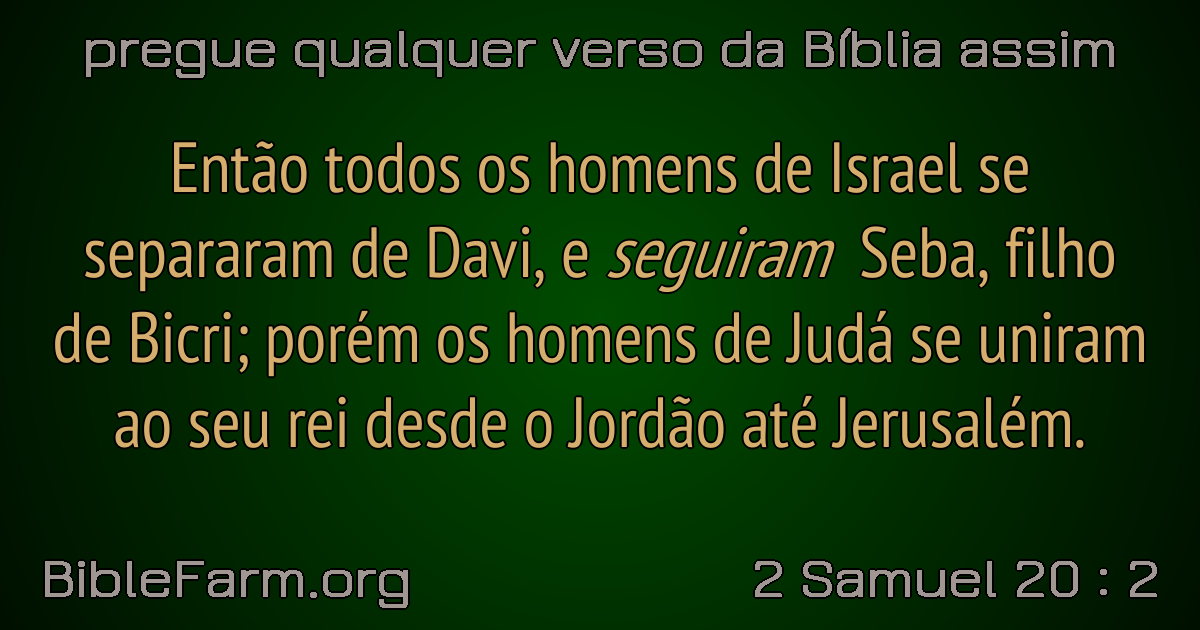 pregue qualquer verso da Bíblia assim
Então todos os homens de Israel se
separaram de Davi, e seguiram Seba, filho
de Bicri; porém os homens de Judá se uniram
ao seu rei desde o Jordão até Jerusalém.
BibleFarm.org
2 Samuel 20 : 2